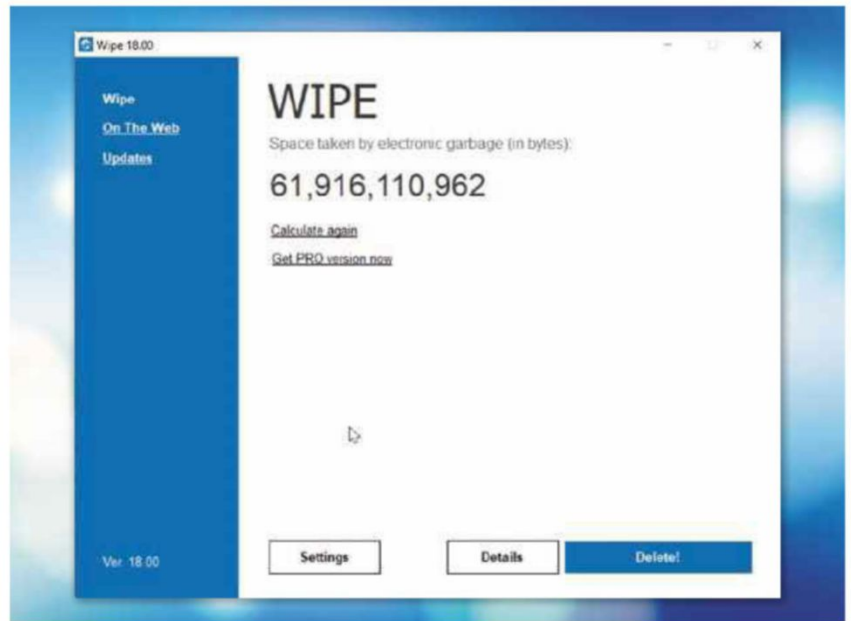 Wipe 18.00
Wipe
On The Web
Updates
WIPE
Space taken by electronic garbage (in bytes):
61,916,110,962
Calculate again
Get PRO version now
Ver. 18.00
Settings
Details
Delete!